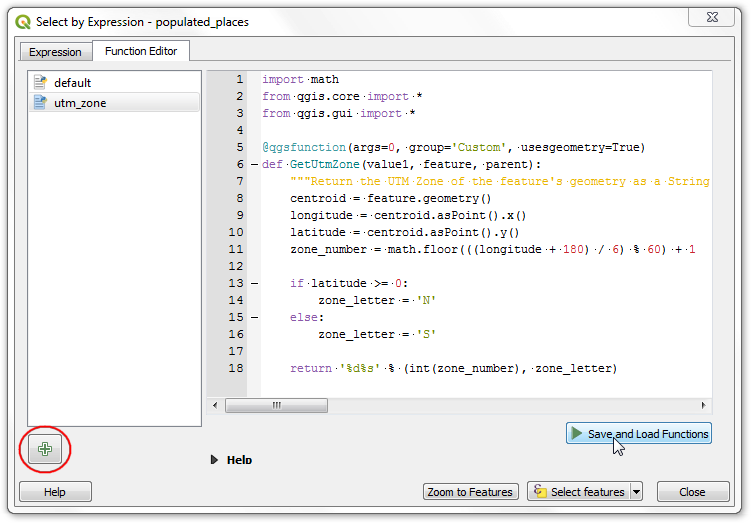 Select by Expression - populated_places
Expression
Function Editor
default
utm_zone
1 import math
2 from qgis.core import *
3 from qgis.gui import *
4
5 @qgsfunction(args=0, group='Custom', usesgeometry=True)
6 def GetUtmZone(value1, feature, parent):
7     """Return the UTM Zone of the feature's geometry as a String
8     centroid = feature.geometry()
9     longitude = centroid.asPoint().x()
10     latitude = centroid.asPoint().y()
11     zone_number = math.floor(((longitude + 180) / 6) % 60) + 1
12
13     if latitude >= 0:
14         zone_letter = 'N'
15     else:
16         zone_letter = 'S'
17
18     return '%d%s' % (int(zone_number), zone_letter)
Save and Load Functions
Help
Help
Zoom to Features
Select features
Close